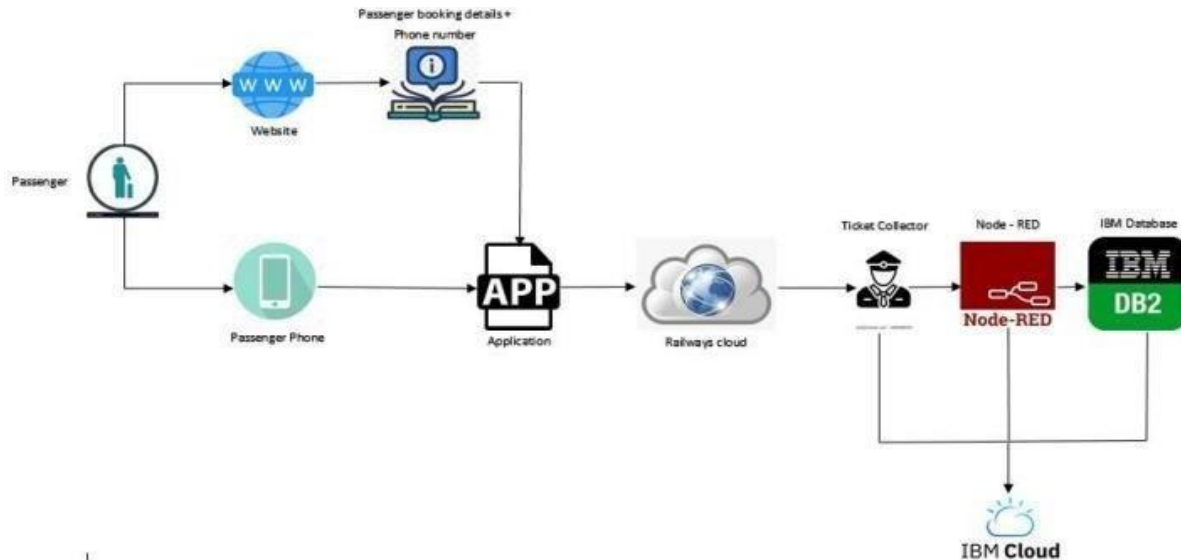 Passenger booking details +
Phone number
i
W W W
Website
Passenger
Ticket Collector
Node - RED
IBM Database
IBM
DB2
Node-RED
APP
Passenger Phone
Application
Railways cloud
IBM Cloud